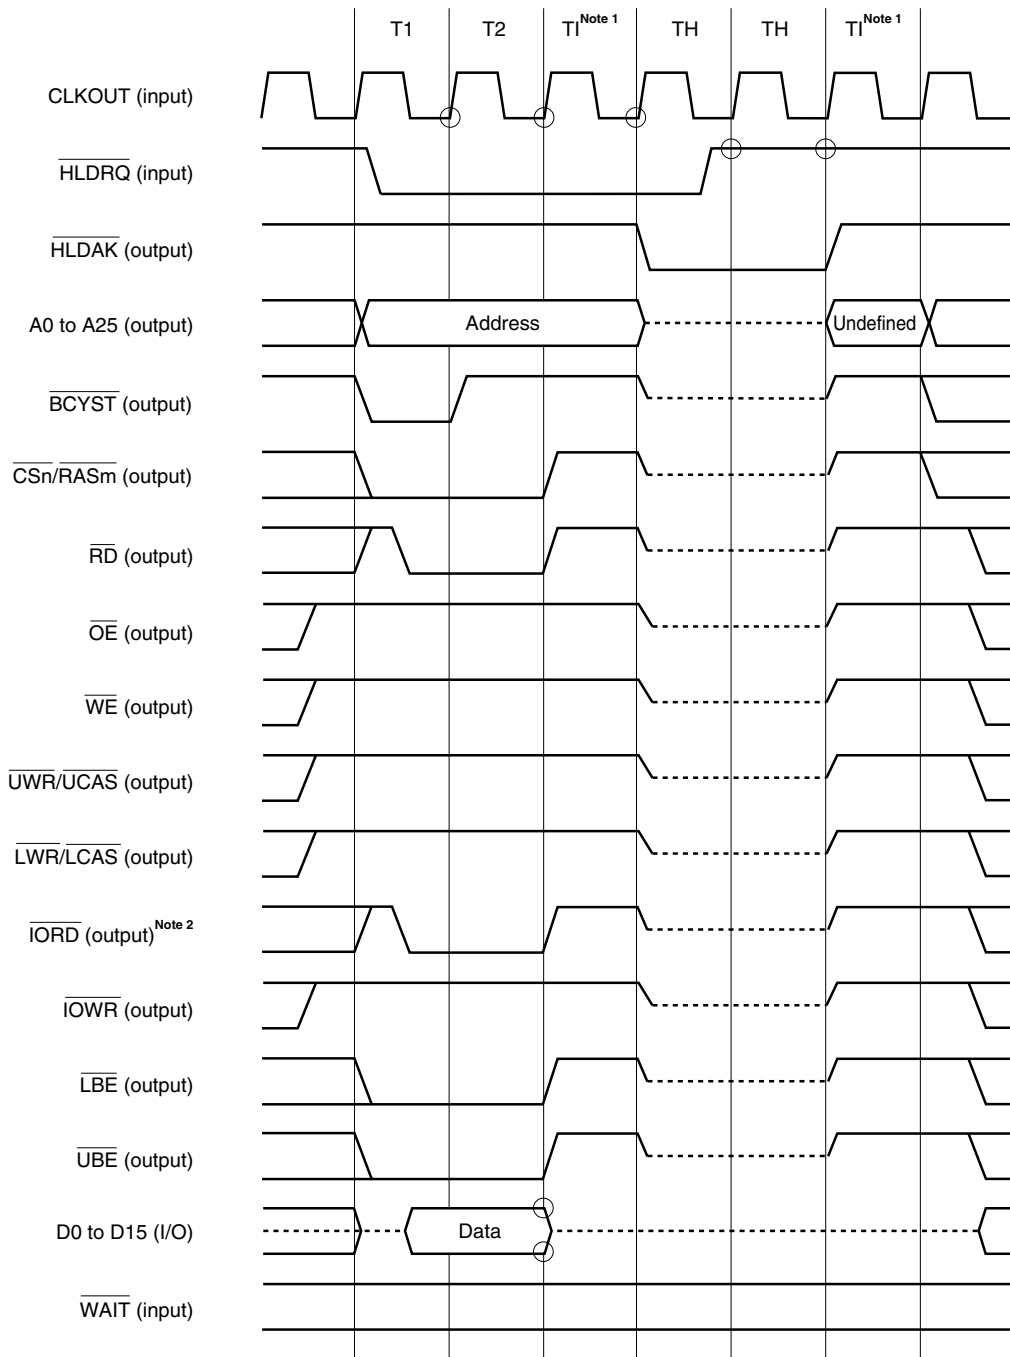 T1 T2 TI Note 1 TH TH TI Note 1
CLKOUT (input)
HLDRQ (input)
HLDAK (output)
A0 to A25 (output) Address Undefined
BCYST (output)
CSn/RASm (output)
RD (output)
OE (output)
WE (output)
UWR/UCAS (output)
LWR/LCAS (output)
IORD (output) Note 2
IOWR (output)
LBE (output)
UBE (output)
D0 to D15 (I/O) Data
WAIT (input)